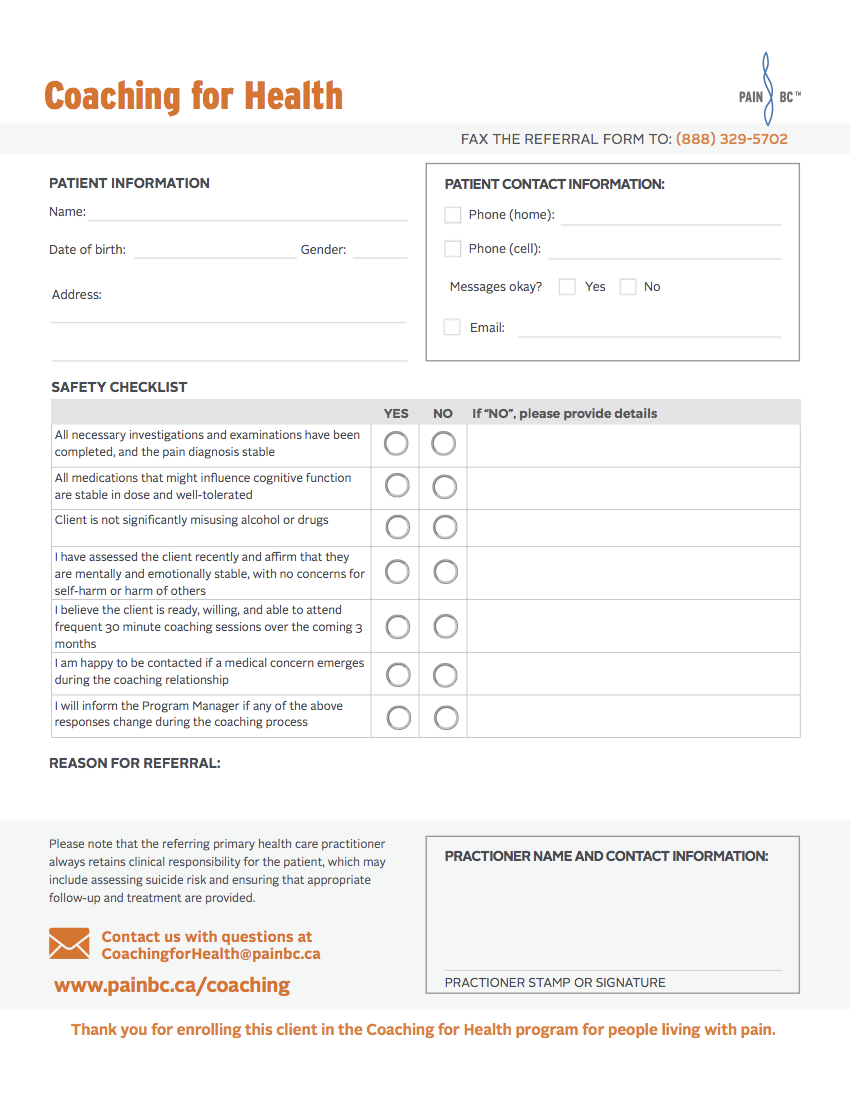 Coaching for Health
PAIN BC™
FAX THE REFERRAL FORM TO: (888) 329-5702
PATIENT INFORMATION
Name:
Date of birth: Gender:
Address:
PATIENT CONTACT INFORMATION:
Phone (home):
Phone (cell):
Messages okay? Yes No
Email:
SAFETY CHECKLIST
YES NO If "NO", please provide details
All necessary investigations and examinations have been
completed, and the pain diagnosis stable
All medications that might influence cognitive function
are stable in dose and well-tolerated
Client is not significantly misusing alcohol or drugs
I have assessed the client recently and affirm that they
are mentally and emotionally stable, with no concerns for
self-harm or harm of others
I believe the client is ready, willing, and able to attend
frequent 30 minute coaching sessions over the coming 3
months
I am happy to be contacted if a medical concern emerges
during the coaching relationship
I will inform the Program Manager if any of the above
responses change during the coaching process
REASON FOR REFERRAL:
Please note that the referring primary health care practitioner
always retains clinical responsibility for the patient, which may
include assessing suicide risk and ensuring that appropriate
follow-up and treatment are provided.
Contact us with questions at
CoachingforHealth@painbc.ca
www.painbc.ca/coaching
PRACTIONER NAME AND CONTACT INFORMATION:
PRACTIONER STAMP OR SIGNATURE
Thank you for enrolling this client in the Coaching for Health program for people living with pain.